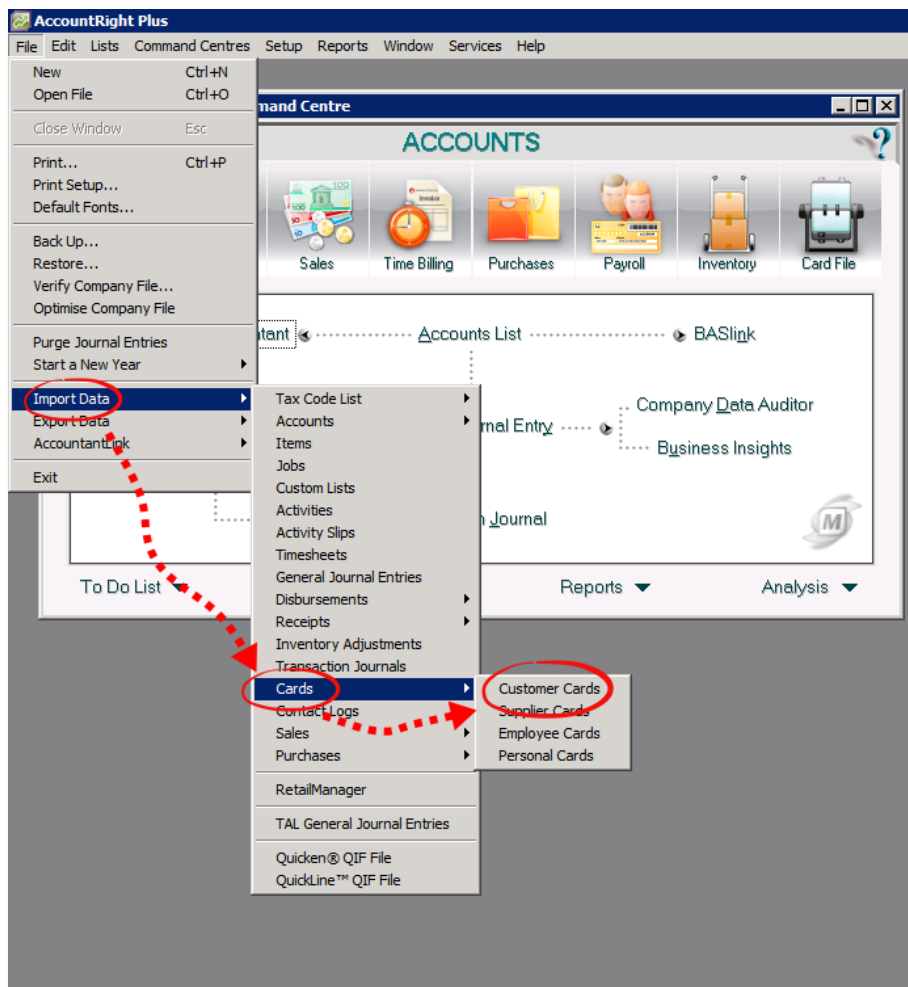 AccountRight Plus
File Edit Lists Command Centres Setup Reports Window Services Help
New Ctrl+N
Open File Ctrl+O
Close Window Esc
Print... Ctrl+P
Print Setup...
Default Fonts...
Back Up...
Restore...
Verify Company File...
Optimise Company File
Purge Journal Entries
Start a New Year
Import Data
Export Data
AccountantLink
Exit
mand Centre
ACCOUNTS
Sales Time Billing Purchases Payroll Inventory Card File
tant Accounts List BASlink
rnal Entry Company Data Auditor
Business Insights
n Journal
To Do List Reports Analysis
Tax Code List
Accounts
Items
Jobs
Custom Lists
Activities
Activity Slips
Timesheets
General Journal Entries
Disbursements
Receipts
Inventory Adjustments
Transaction Journals
Cards
Contact Logs
Sales
Purchases
RetailManager
TAL General Journal Entries
Quicken® QIF File
QuickLine™ QIF File
Customer Cards
Supplier Cards
Employee Cards
Personal Cards